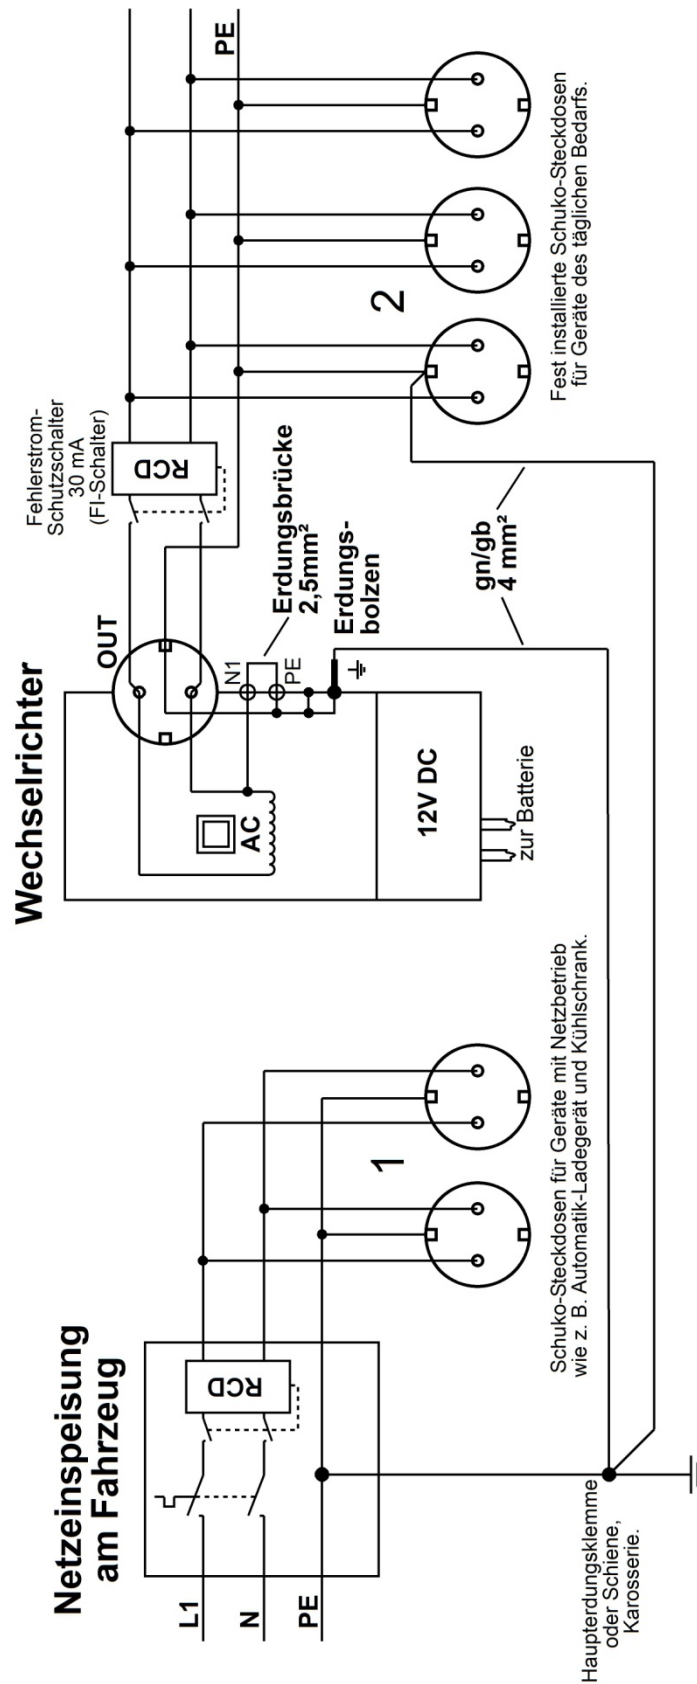 Netzeinspeisung
am Fahrzeug
L1
N
PE
RCD
1
Schuko-Steckdosen für Geräte mit Netzbetrieb
wie z. B. Automatik-Ladegerät und Kühlschrank.
Haupterdungsklemme
oder Schiene,
Karosserie.
Wechselrichter
OUT
AC
N1
PE
12V DC
zur Batterie
Erdungsbrücke
2,5mm²
Erdungs-
bolzen
gn/gb
4 mm²
Fehlerstrom-
Schutzschalter
30 mA
(FI-Schalter)
RCD
PE
2
Fest installierte Schuko-Steckdosen
für Geräte des täglichen Bedarfs.